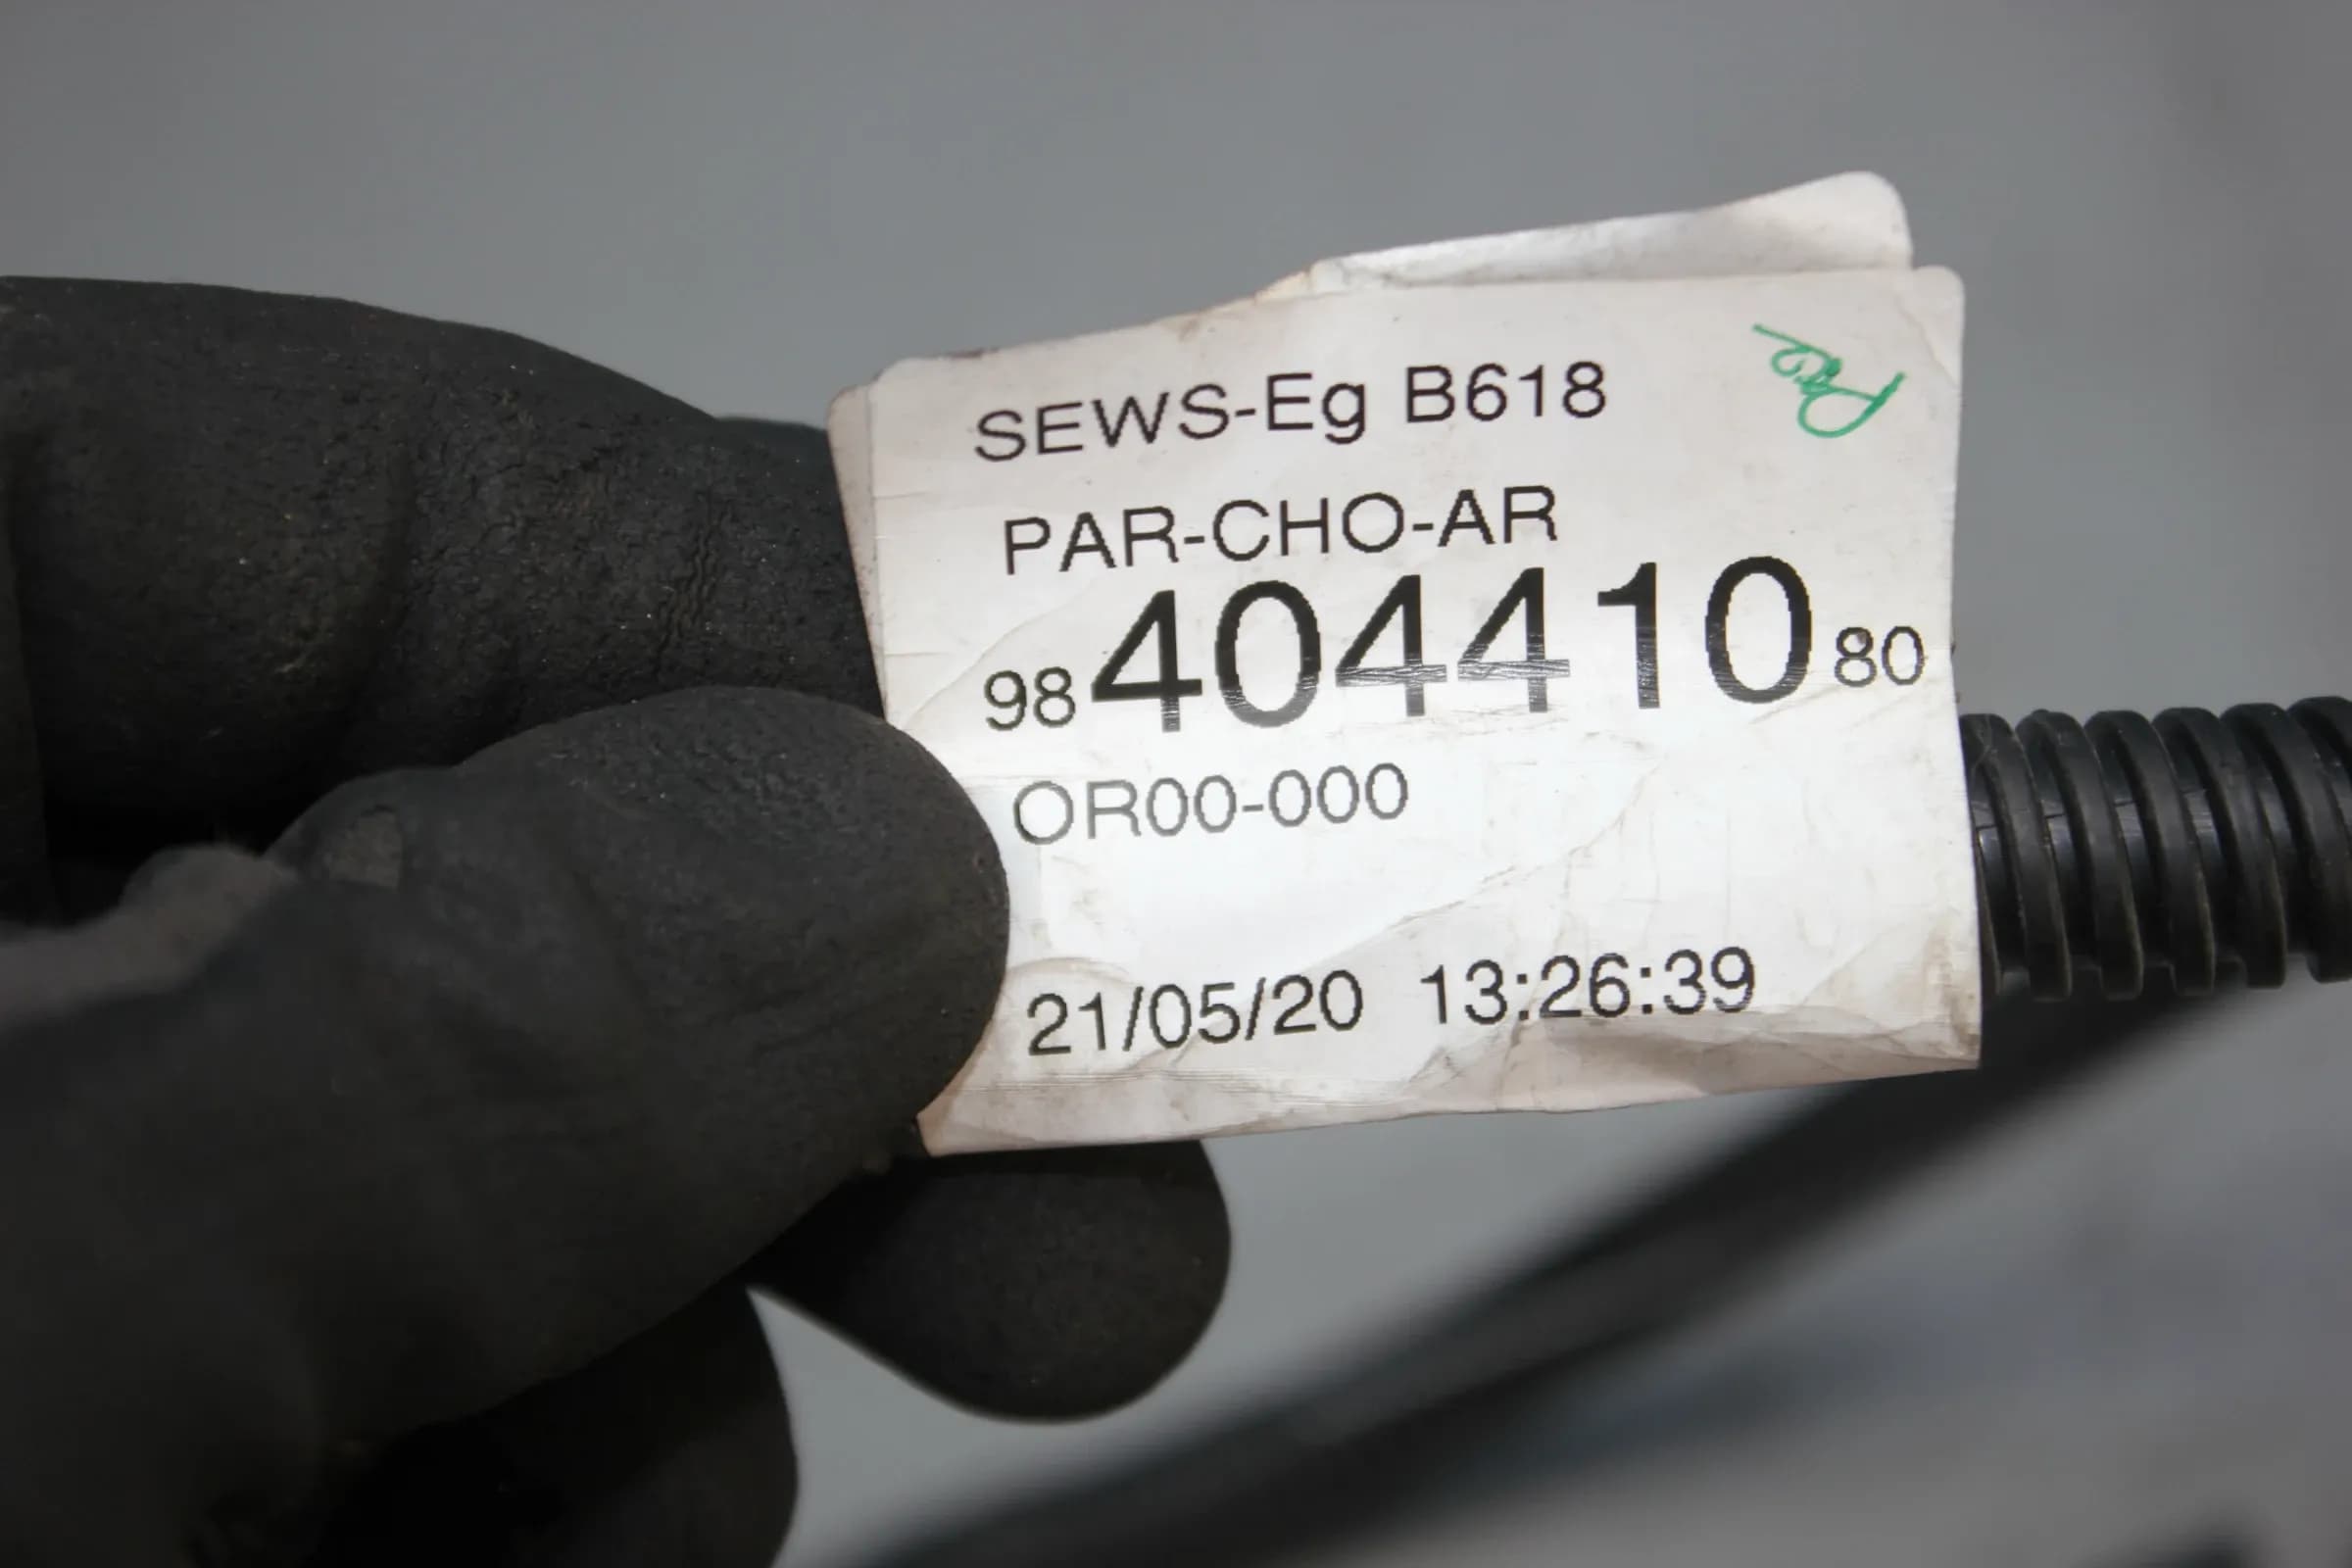 SEWS-Eg B618
PAR-CHO-AR
98 404410 80
OR00-000
21/05/20 13:26:39